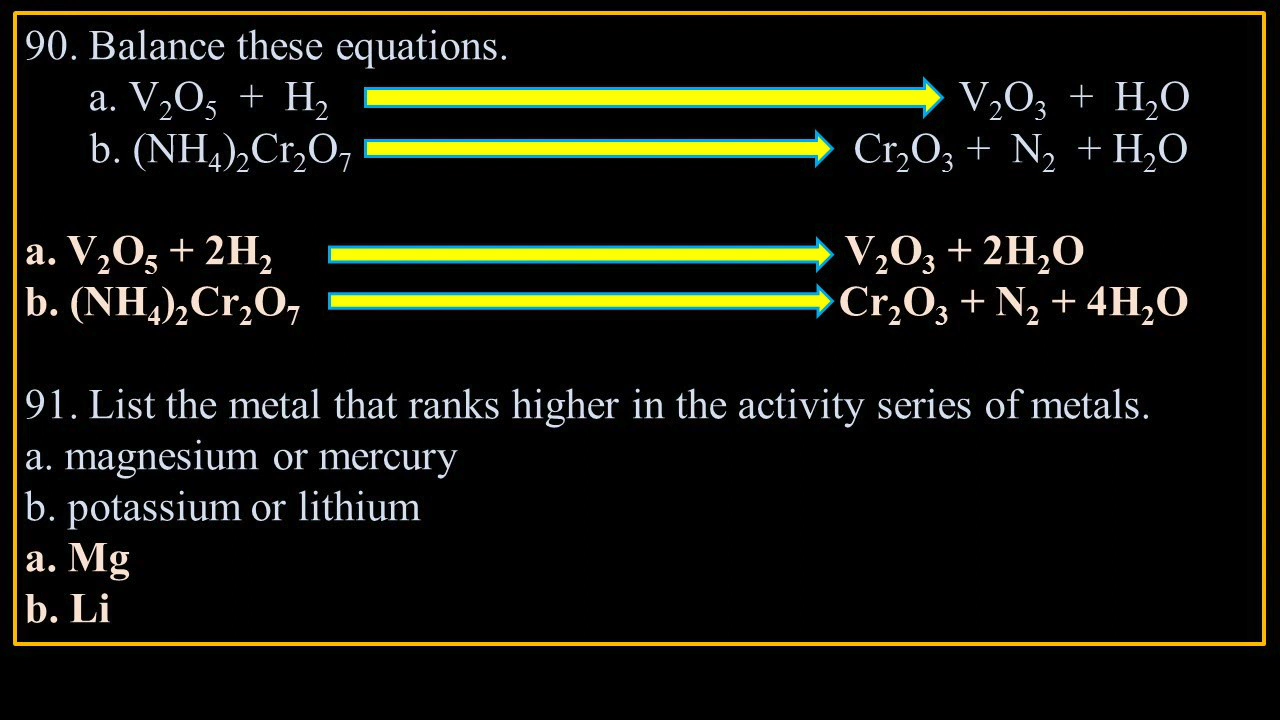 90. Balance these equations.
a. V₂O₅ + H₂ V₂O₃ + H₂O
b. (NH₄)₂Cr₂O₇ Cr₂O₃ + N₂ + H₂O
a. V₂O₅ + 2H₂ V₂O₃ + 2H₂O
b. (NH₄)₂Cr₂O₇ Cr₂O₃ + N₂ + 4H₂O
91. List the metal that ranks higher in the activity series of metals.
a. magnesium or mercury
b. potassium or lithium
a. Mg
b. Li